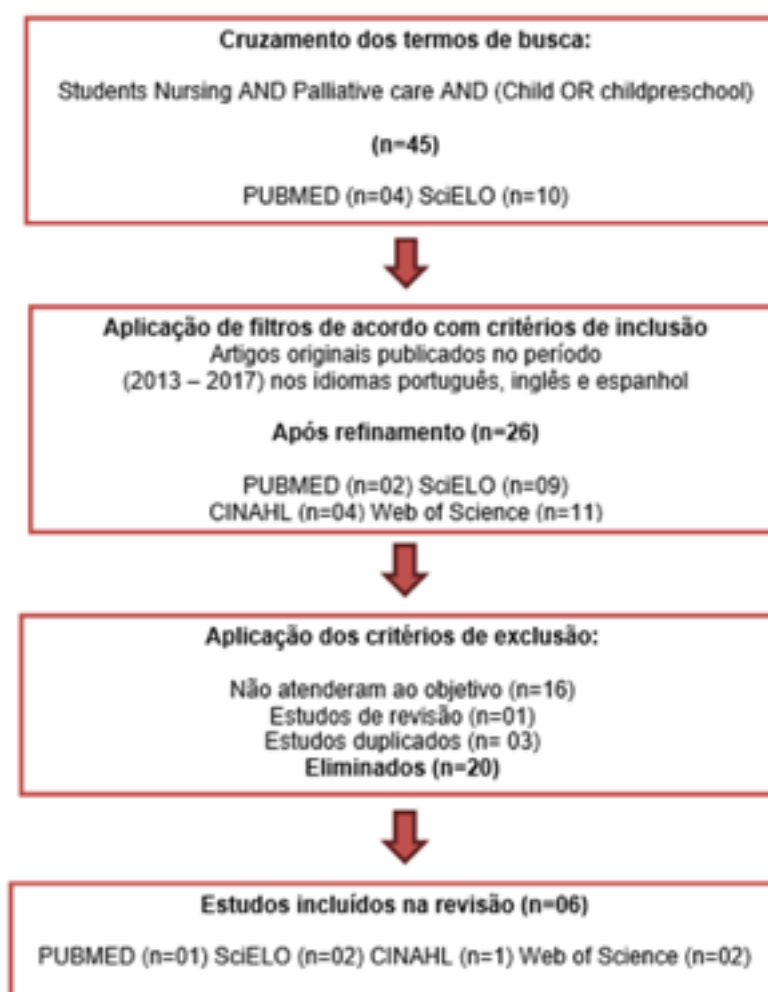 Cruzamento dos termos de busca:
Students Nursing AND Palliative care AND (Child OR childpreschool)
(n=45)
PUBMED (n=04) SciELO (n=10)
Aplicação de filtros de acordo com critérios de inclusão
Artigos originais publicados no período
(2013 – 2017) nos idiomas português, inglês e espanhol
Após refinamento (n=26)
PUBMED (n=02) SciELO (n=09)
CINAHL (n=04) Web of Science (n=11)
Aplicação dos critérios de exclusão:
Não atenderam ao objetivo (n=16)
Estudos de revisão (n=01)
Estudos duplicados (n= 03)
Eliminados (n=20)
Estudos incluídos na revisão (n=06)
PUBMED (n=01) SciELO (n=02) CINAHL (n=1) Web of Science (n=02)